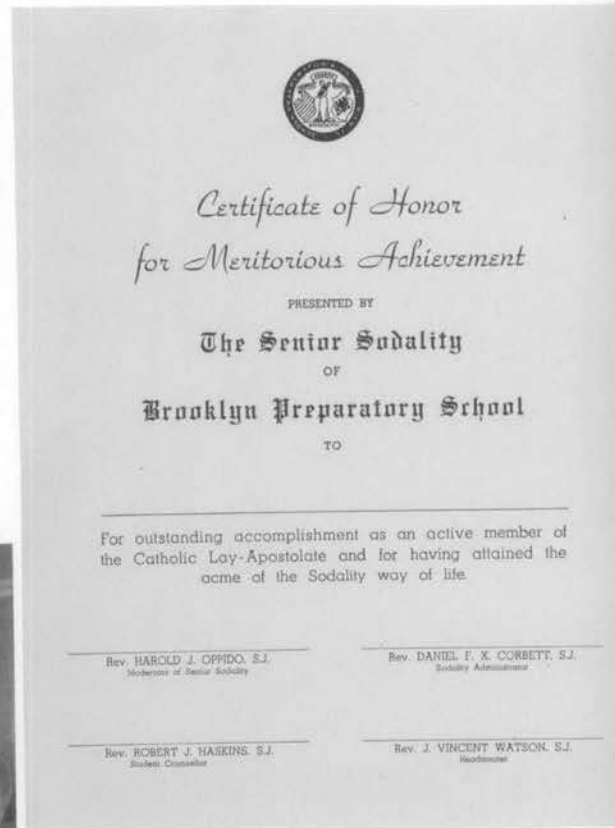 Certificate of Honor
for Meritorious Achievement
PRESENTED BY
The Senior Sodality
OF
Brooklyn Preparatory School
TO
For outstanding accomplishment as an active member of
the Catholic Lay-Apostolate and for having attained the
acme of the Sodality way of life.
Rev. HAROLD J. OPPIDO, S.J.
Moderator of Senior Sodality
Rev. DANIEL F. X. CORBETT, S.J.
Sodality Administrator
Rev. ROBERT J. HASKINS, S.J.
Student Counsellor
Rev. J. VINCENT WATSON, S.J.
Headmaster